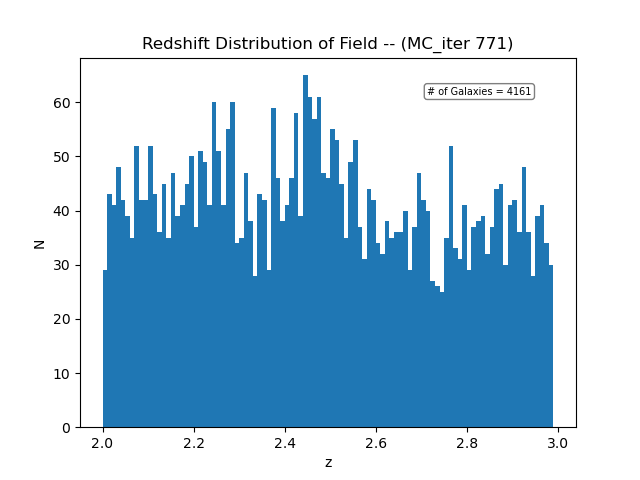 Redshift Distribution of Field -- (MC_iter 771)
# of Galaxies = 4161
60
50
40
30
20
10
0
N
2.0 2.2 2.4 2.6 2.8 3.0
z